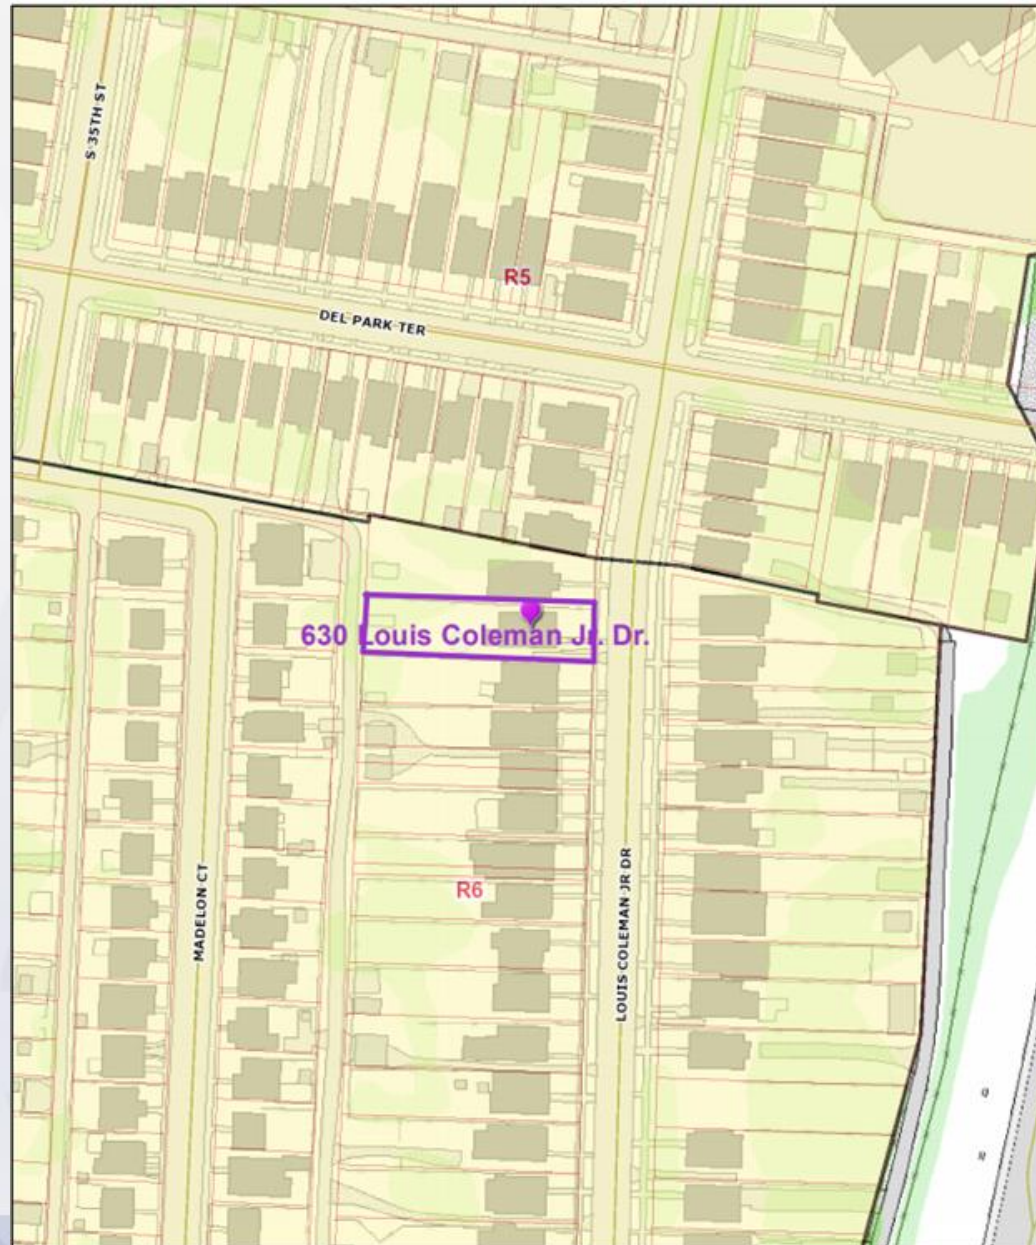 S 35TH ST
R5
DEL PARK TER
630 Louis Coleman Jr. Dr.
MADELON CT
R6
LOUIS COLEMAN JR DR